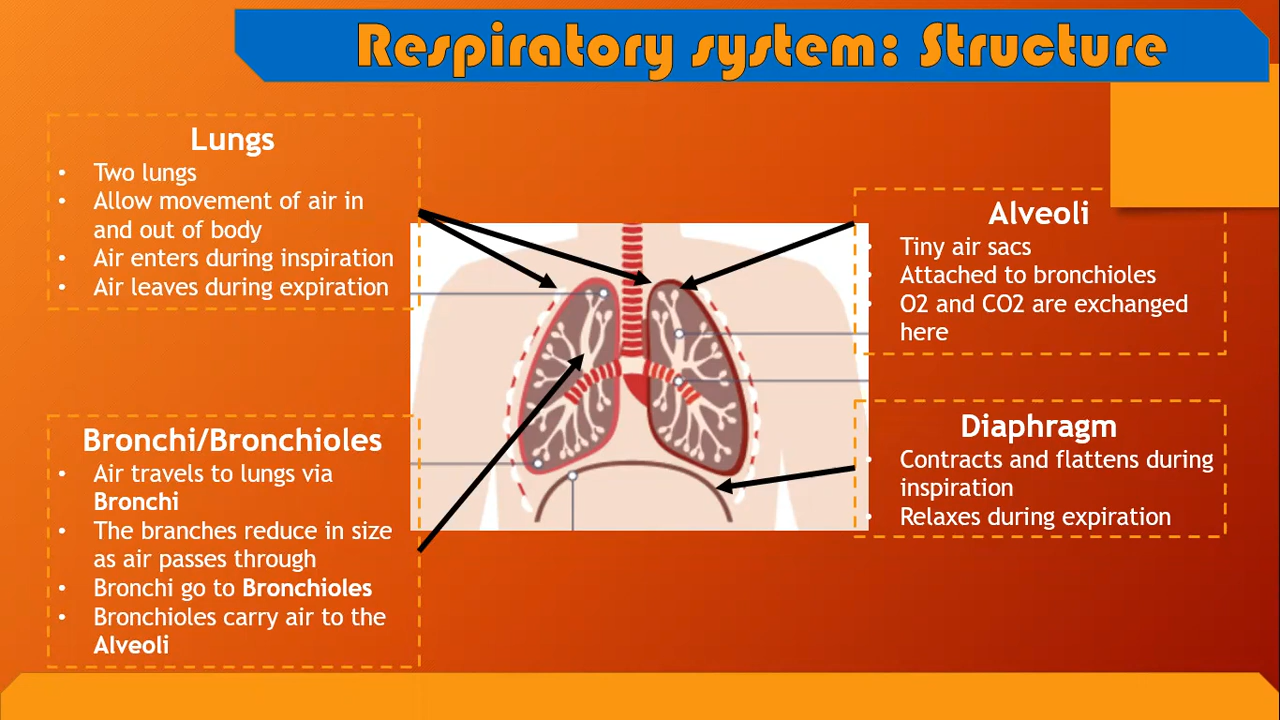 Respiratory system: Structure
Lungs
• Two lungs
• Allow movement of air in
and out of body
• Air enters during inspiration
• Air leaves during expiration
Bronchi/Bronchioles
• Air travels to lungs via
Bronchi
• The branches reduce in size
as air passes through
• Bronchi go to Bronchioles
• Bronchioles carry air to the
Alveoli
Alveoli
• Tiny air sacs
• Attached to bronchioles
• O2 and CO2 are exchanged
here
Diaphragm
• Contracts and flattens during
inspiration
• Relaxes during expiration